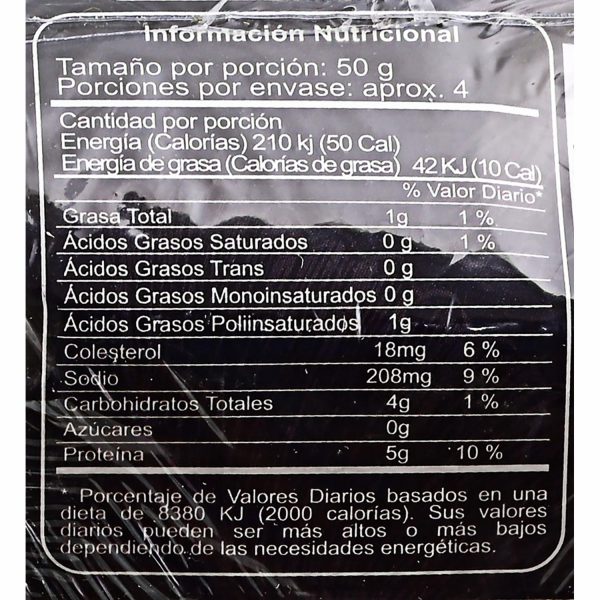 Información Nutricional
Tamaño por porción: 50 g
Porciones por envase: aprox. 4
Cantidad por porción
Energía (Calorías) 210 kj (50 Cal)
Energía de grasa (Calorías de grasa) 42 KJ (10 Cal)
% Valor Diario*
Grasa Total 1g 1 %
Ácidos Grasos Saturados 0 g 1 %
Ácidos Grasos Trans 0 g
Ácidos Grasos Monoinsaturados 0 g
Ácidos Grasos Poliinsaturados 1g
Colesterol 18mg 6 %
Sodio 208mg 9 %
Carbohidratos Totales 4g 1 %
Azúcares 0g
Proteína 5g 10 %
* Porcentaje de Valores Diarios basados en una
dieta de 8380 KJ (2000 calorías). Sus valores
diarios pueden ser más altos o más bajos
dependiendo de las necesidades energéticas.